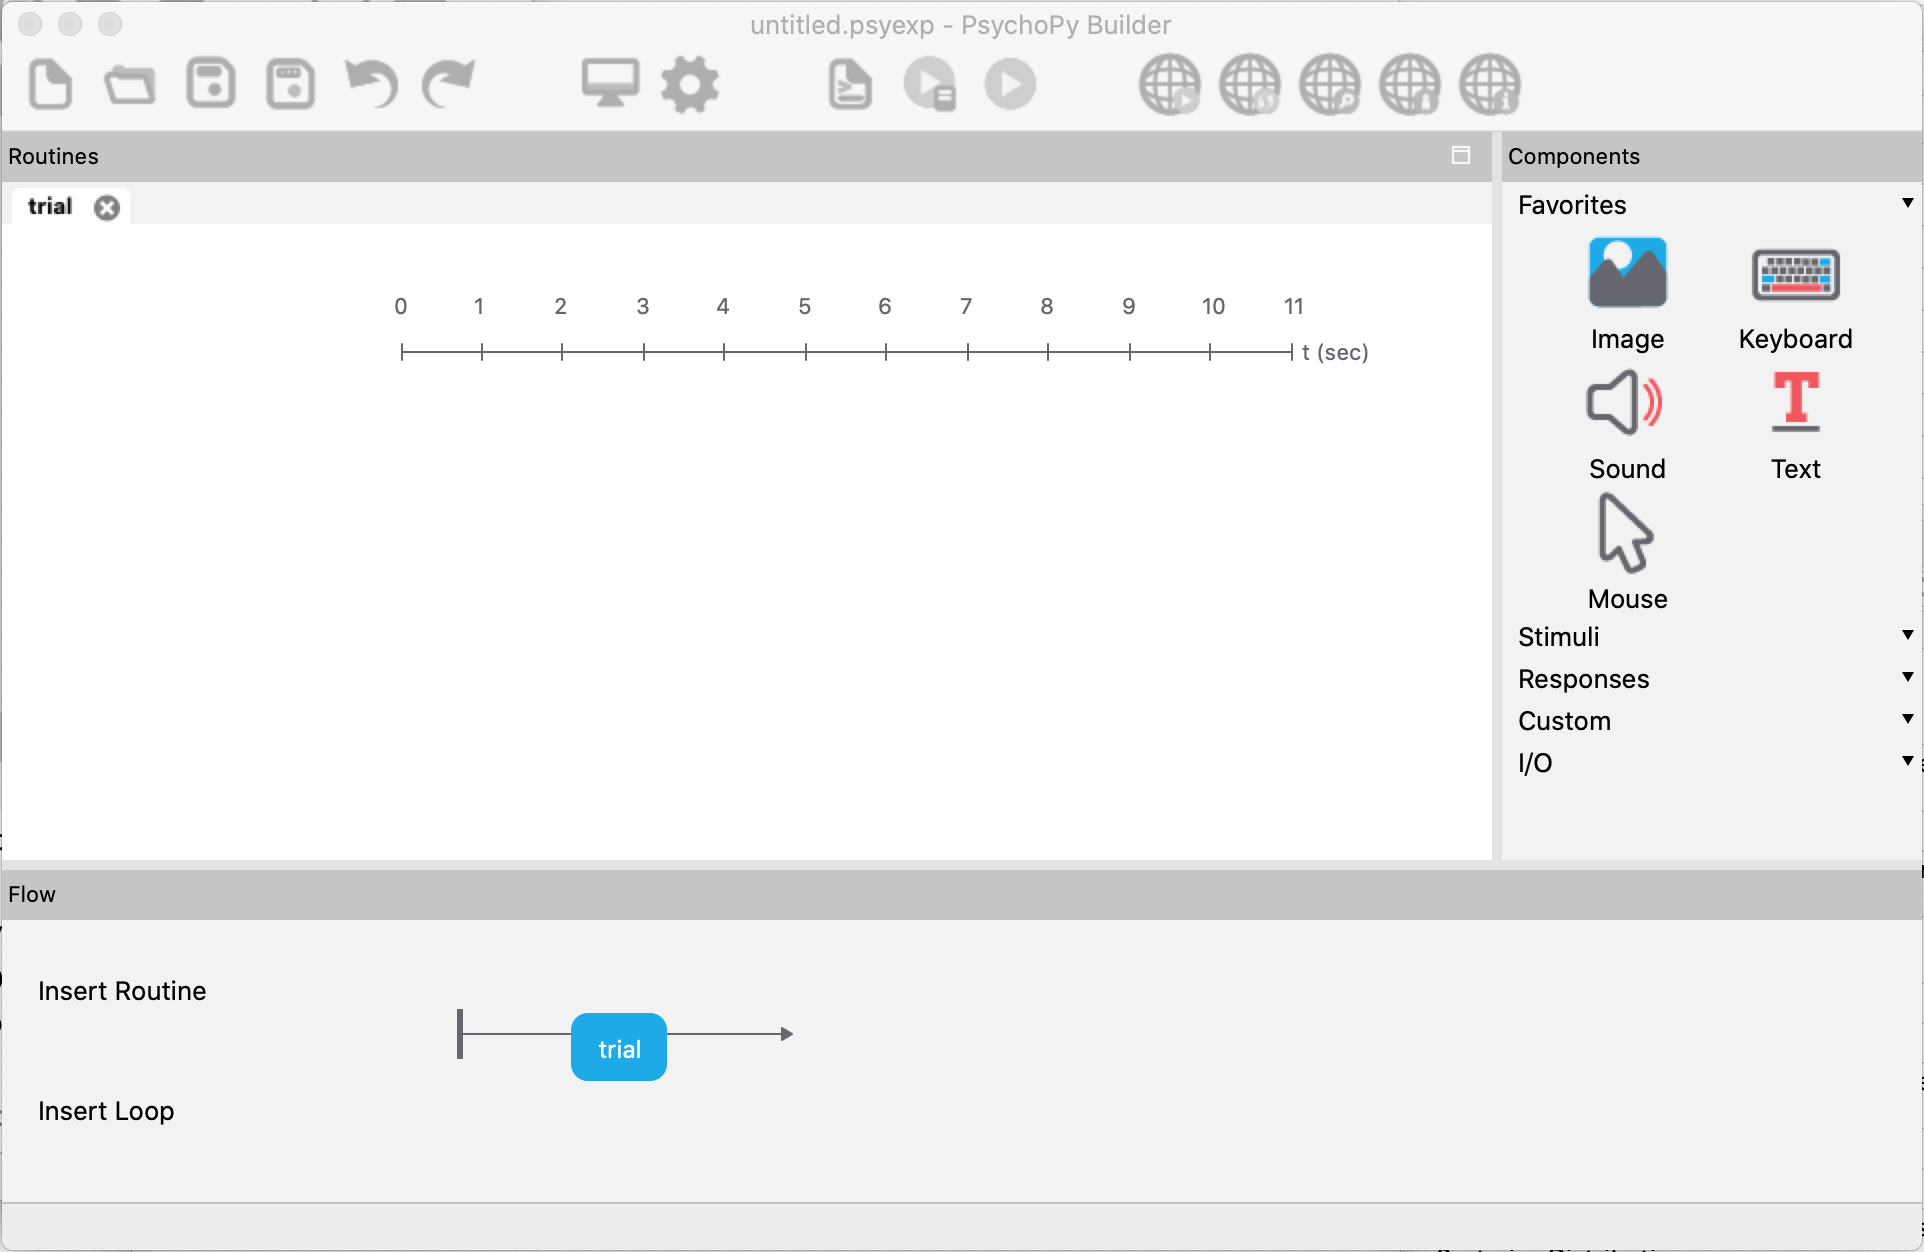 untitled.psyexp - PsychoPy Builder
Routines
trial
0 1 2 3 4 5 6 7 8 9 10 11
t (sec)
Components
Favorites
Image Keyboard
Sound Text
Mouse
Stimuli
Responses
Custom
I/O
Flow
Insert Routine
trial
Insert Loop